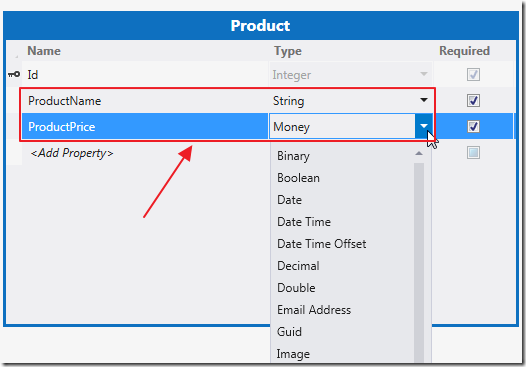 Product
Name Type Required
Id Integer
ProductName String
ProductPrice Money
<Add Property>
Binary
Boolean
Date
Date Time
Date Time Offset
Decimal
Double
Email Address
Guid
Image